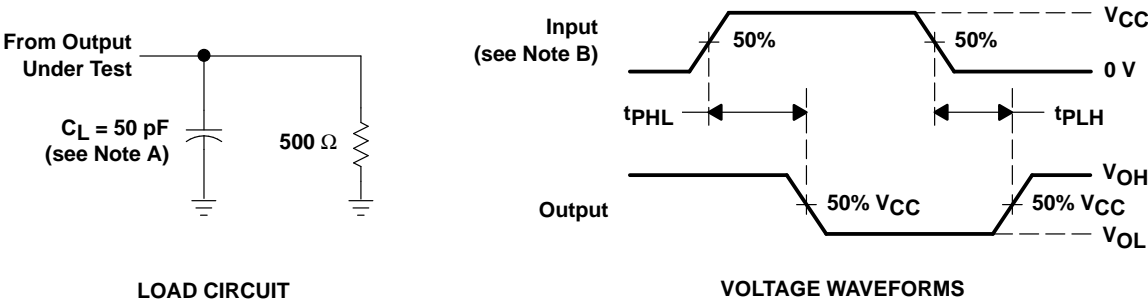 From Output
Under Test
CL = 50 pF
(see Note A)
500 Ω
LOAD CIRCUIT
Input
(see Note B)
50%
50%
VCC
0 V
tPHL
tPLH
Output
50% VCC
50% VCC
VOH
VOL
VOLTAGE WAVEFORMS